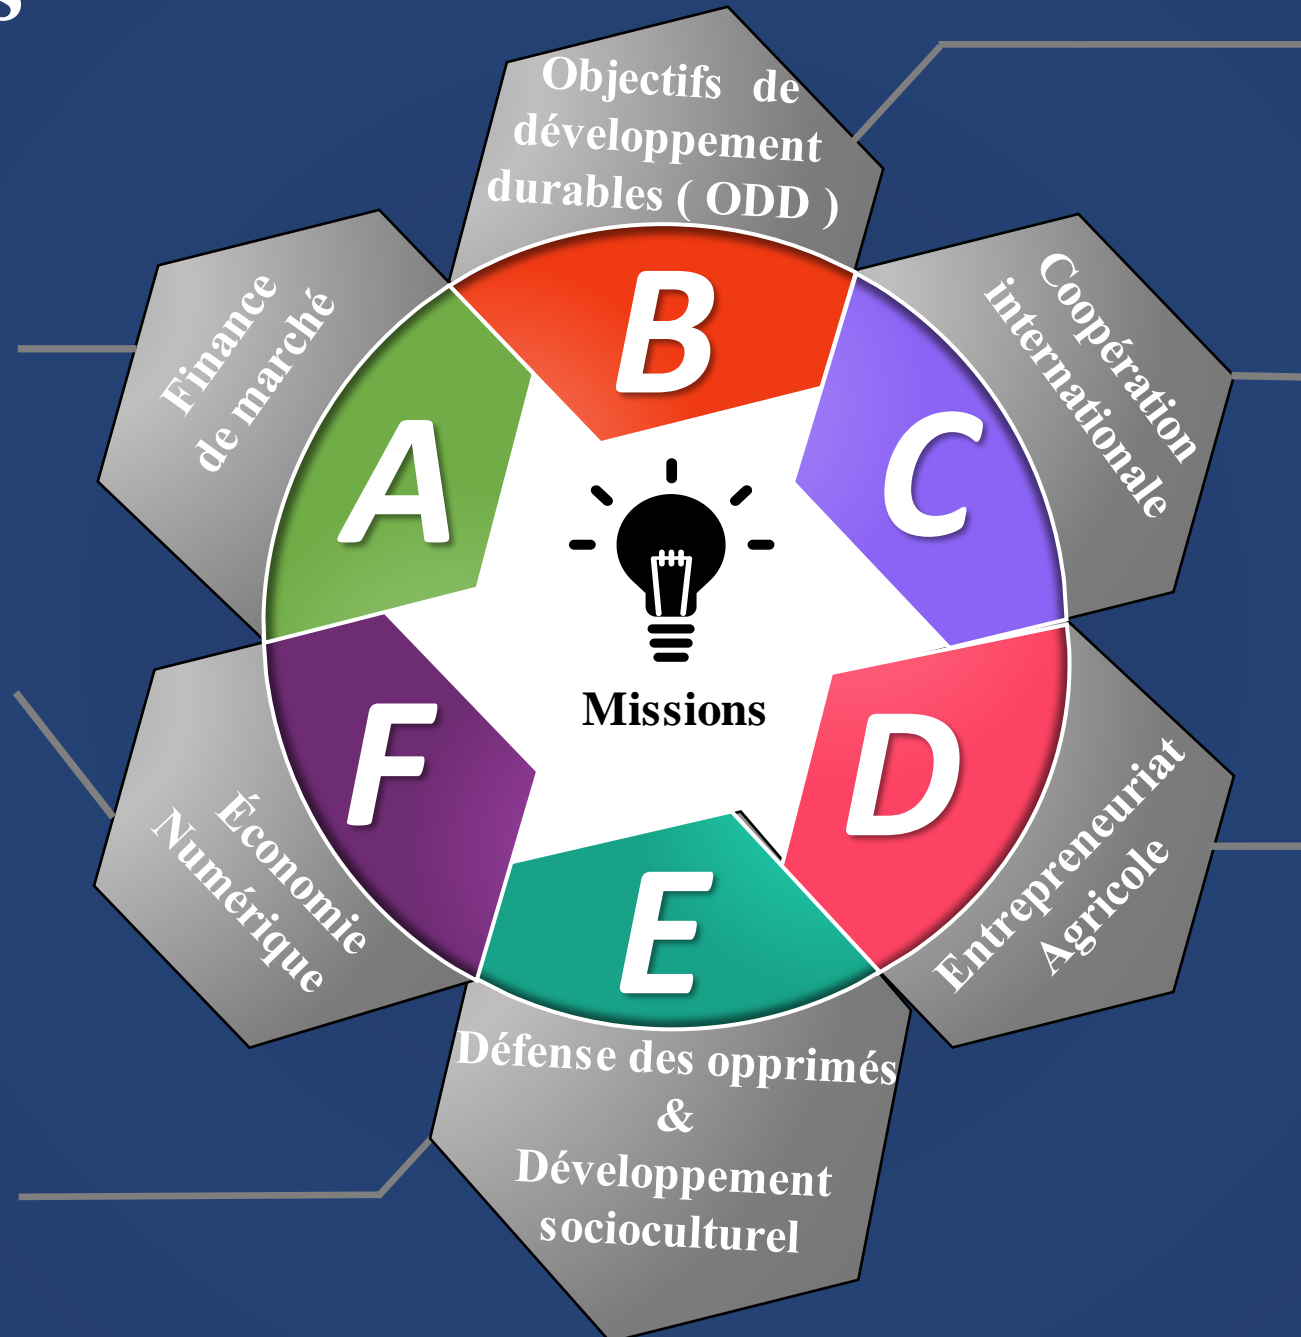 s
Objectifs de
développement
durables ( ODD )
Finance
de marché
Coopération
internationale
B
A
C
Missions
F
D
E
Économie
Numérique
Entrepreneuriat
Agricole
Défense des opprimés
&
Développement
socioculturel